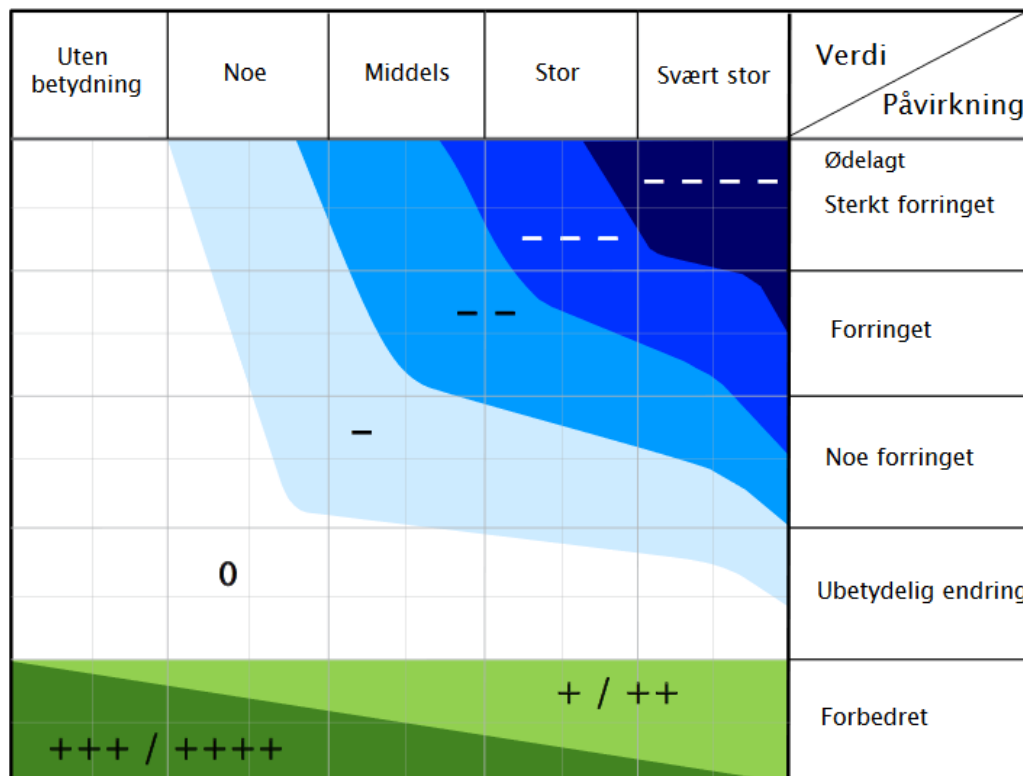 Uten
betydning
Noe
Middels
Stor
Svært stor
Verdi
Påvirkning
Ødelagt
Sterkt forringet
– – – –
– – –
Forringet
– –
Noe forringet
–
Ubetydelig endring
0
Forbedret
+ / ++
+++ / ++++